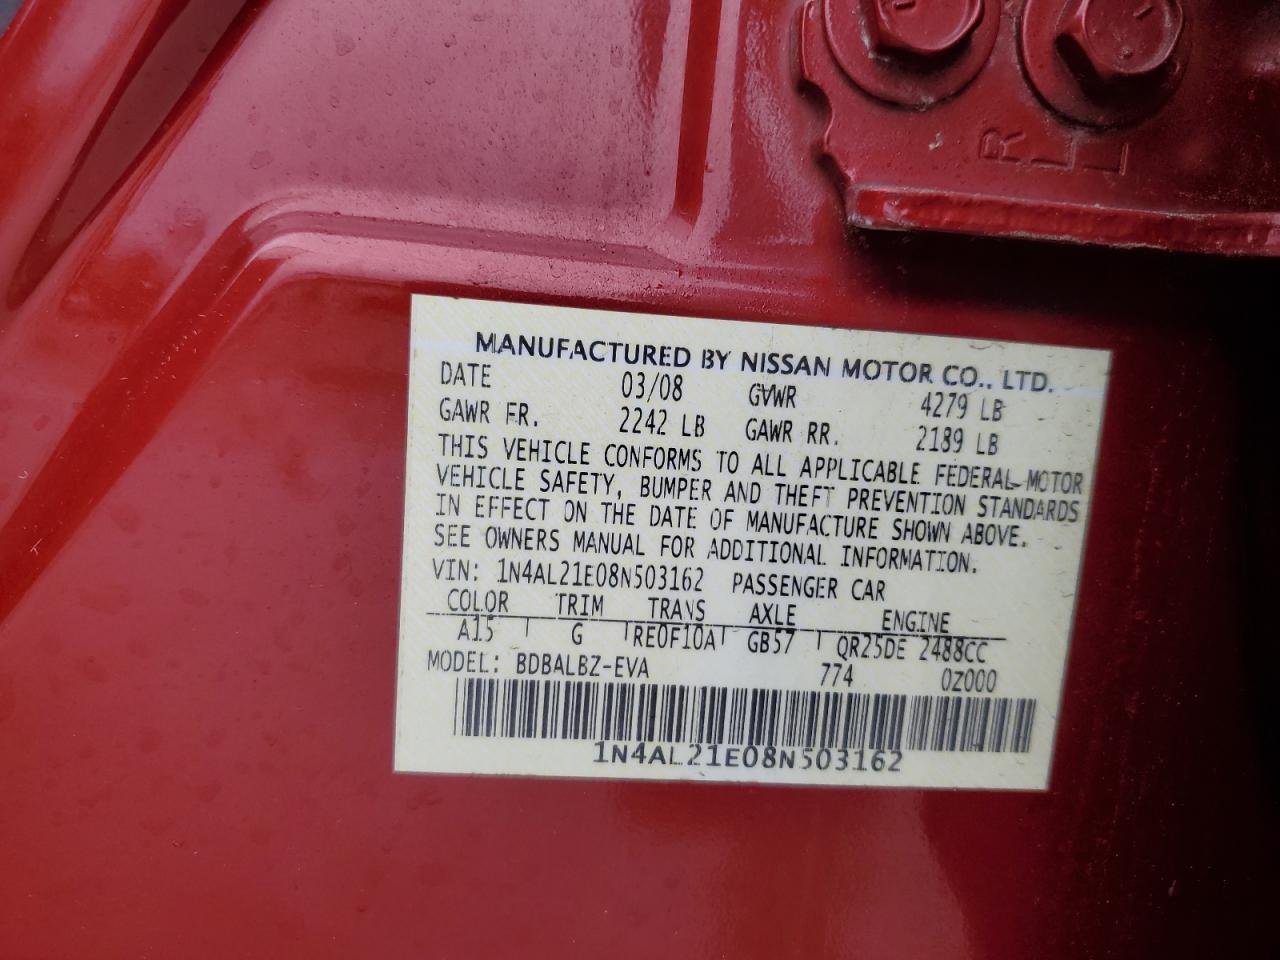 R
L L
MANUFACTURED BY NISSAN MOTOR CO., LTD.
DATE 03/08 GVWR 4279 LB
GAWR FR. 2242 LB GAWR RR. 2189 LB
THIS VEHICLE CONFORMS TO ALL APPLICABLE FEDERAL MOTOR
VEHICLE SAFETY, BUMPER AND THEFT PREVENTION STANDARDS
IN EFFECT ON THE DATE OF MANUFACTURE SHOWN ABOVE.
SEE OWNERS MANUAL FOR ADDITIONAL INFORMATION.
VIN: 1N4AL21E08N503162 PASSENGER CAR
COLOR TRIM TRANS AXLE ENGINE
A15 G RE0F10A GB57 QR25DE 2488CC
MODEL: BDBALBZ-EVA 774 0Z000
1N4AL21E08N503162